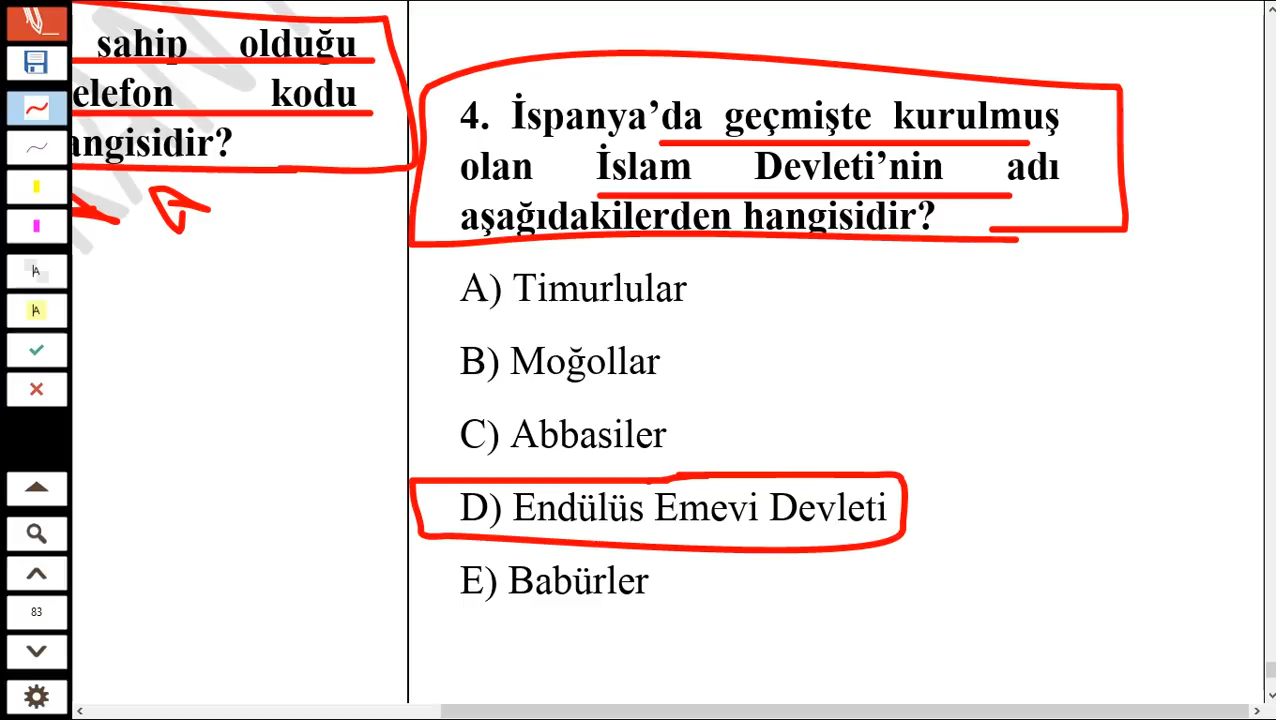 sahip olduğu
elefon kodu
angisidir?
4. İspanya’da geçmişte kurulmuş
olan İslam Devleti’nin adı
aşağıdakilerden hangisidir?
A) Timurlular
B) Moğollar
C) Abbasiler
D) Endülüs Emevi Devleti
E) Babürler
A
A
83